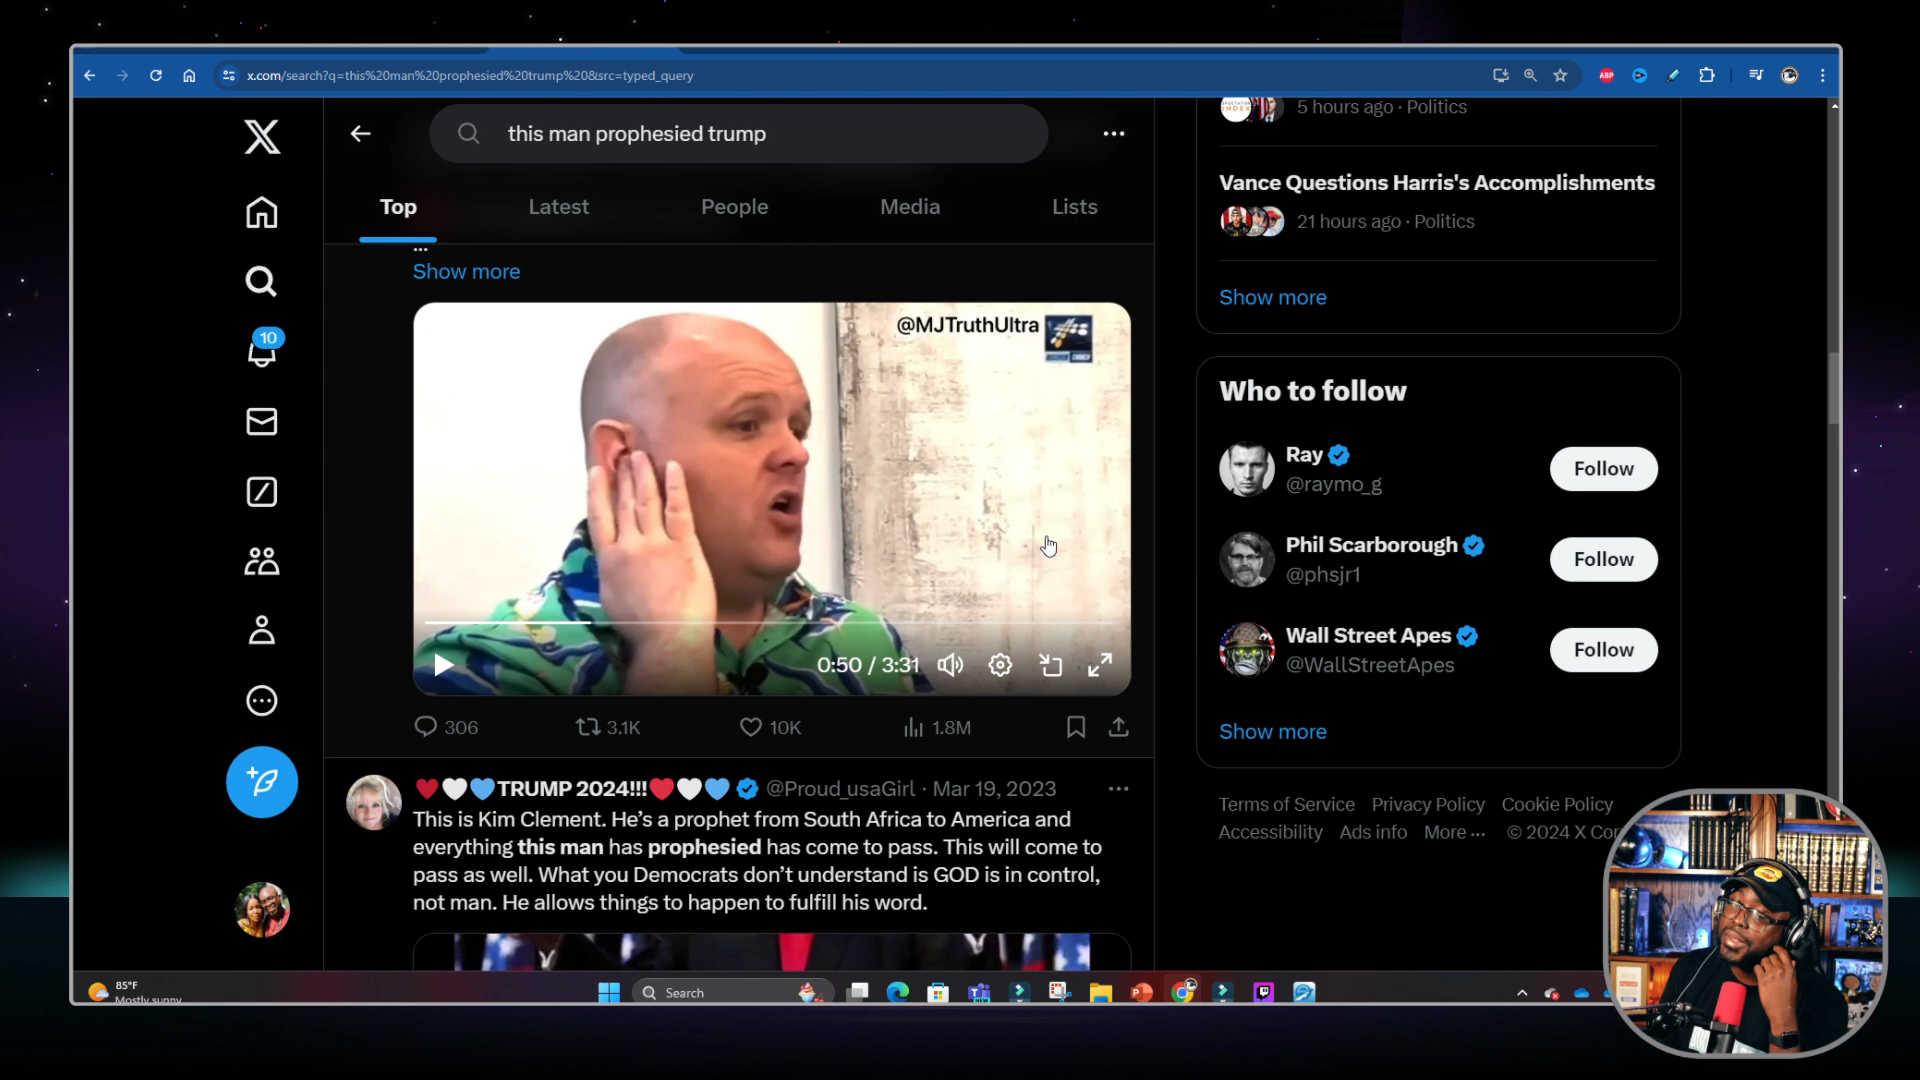 x.com/search?q=this%20man%20prophesied%20trump%20&src=typed_query
ABP
this man prophesied trump
Top
Latest
People
Media
Lists
...
Show more
@MJTruthUltra
0:50 / 3:31
306
3.1K
10K
1.8M
TRUMP 2024!!! @Proud_usaGirl · Mar 19, 2023
This is Kim Clement. He's a prophet from South Africa to America and
everything this man has prophesied has come to pass. This will come to
pass as well. What you Democrats don't understand is GOD is in control,
not man. He allows things to happen to fulfill his word.
10
5 hours ago · Politics
Vance Questions Harris's Accomplishments
21 hours ago · Politics
Show more
Who to follow
Ray
@raymo_g
Follow
Phil Scarborough
@phsjr1
Follow
Wall Street Apes
@WallStreetApes
Follow
Show more
Terms of Service Privacy Policy Cookie Policy
Accessibility Ads info More ... © 2024 X Cor
85°F
Mostly sunny
Search